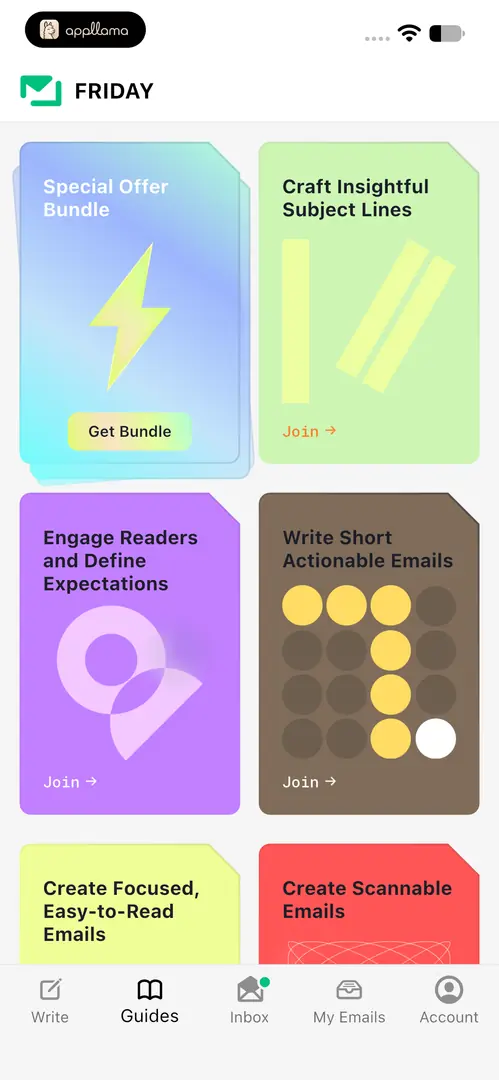 appllama
FRIDAY
Special Offer
Bundle
Get Bundle
Craft Insightful
Subject Lines
Join →
Engage Readers
and Define
Expectations
Join →
Write Short
Actionable Emails
Join →
Create Focused,
Easy-to-Read
Emails
Create Scannable
Emails
Write
Guides
Inbox
My Emails
Account